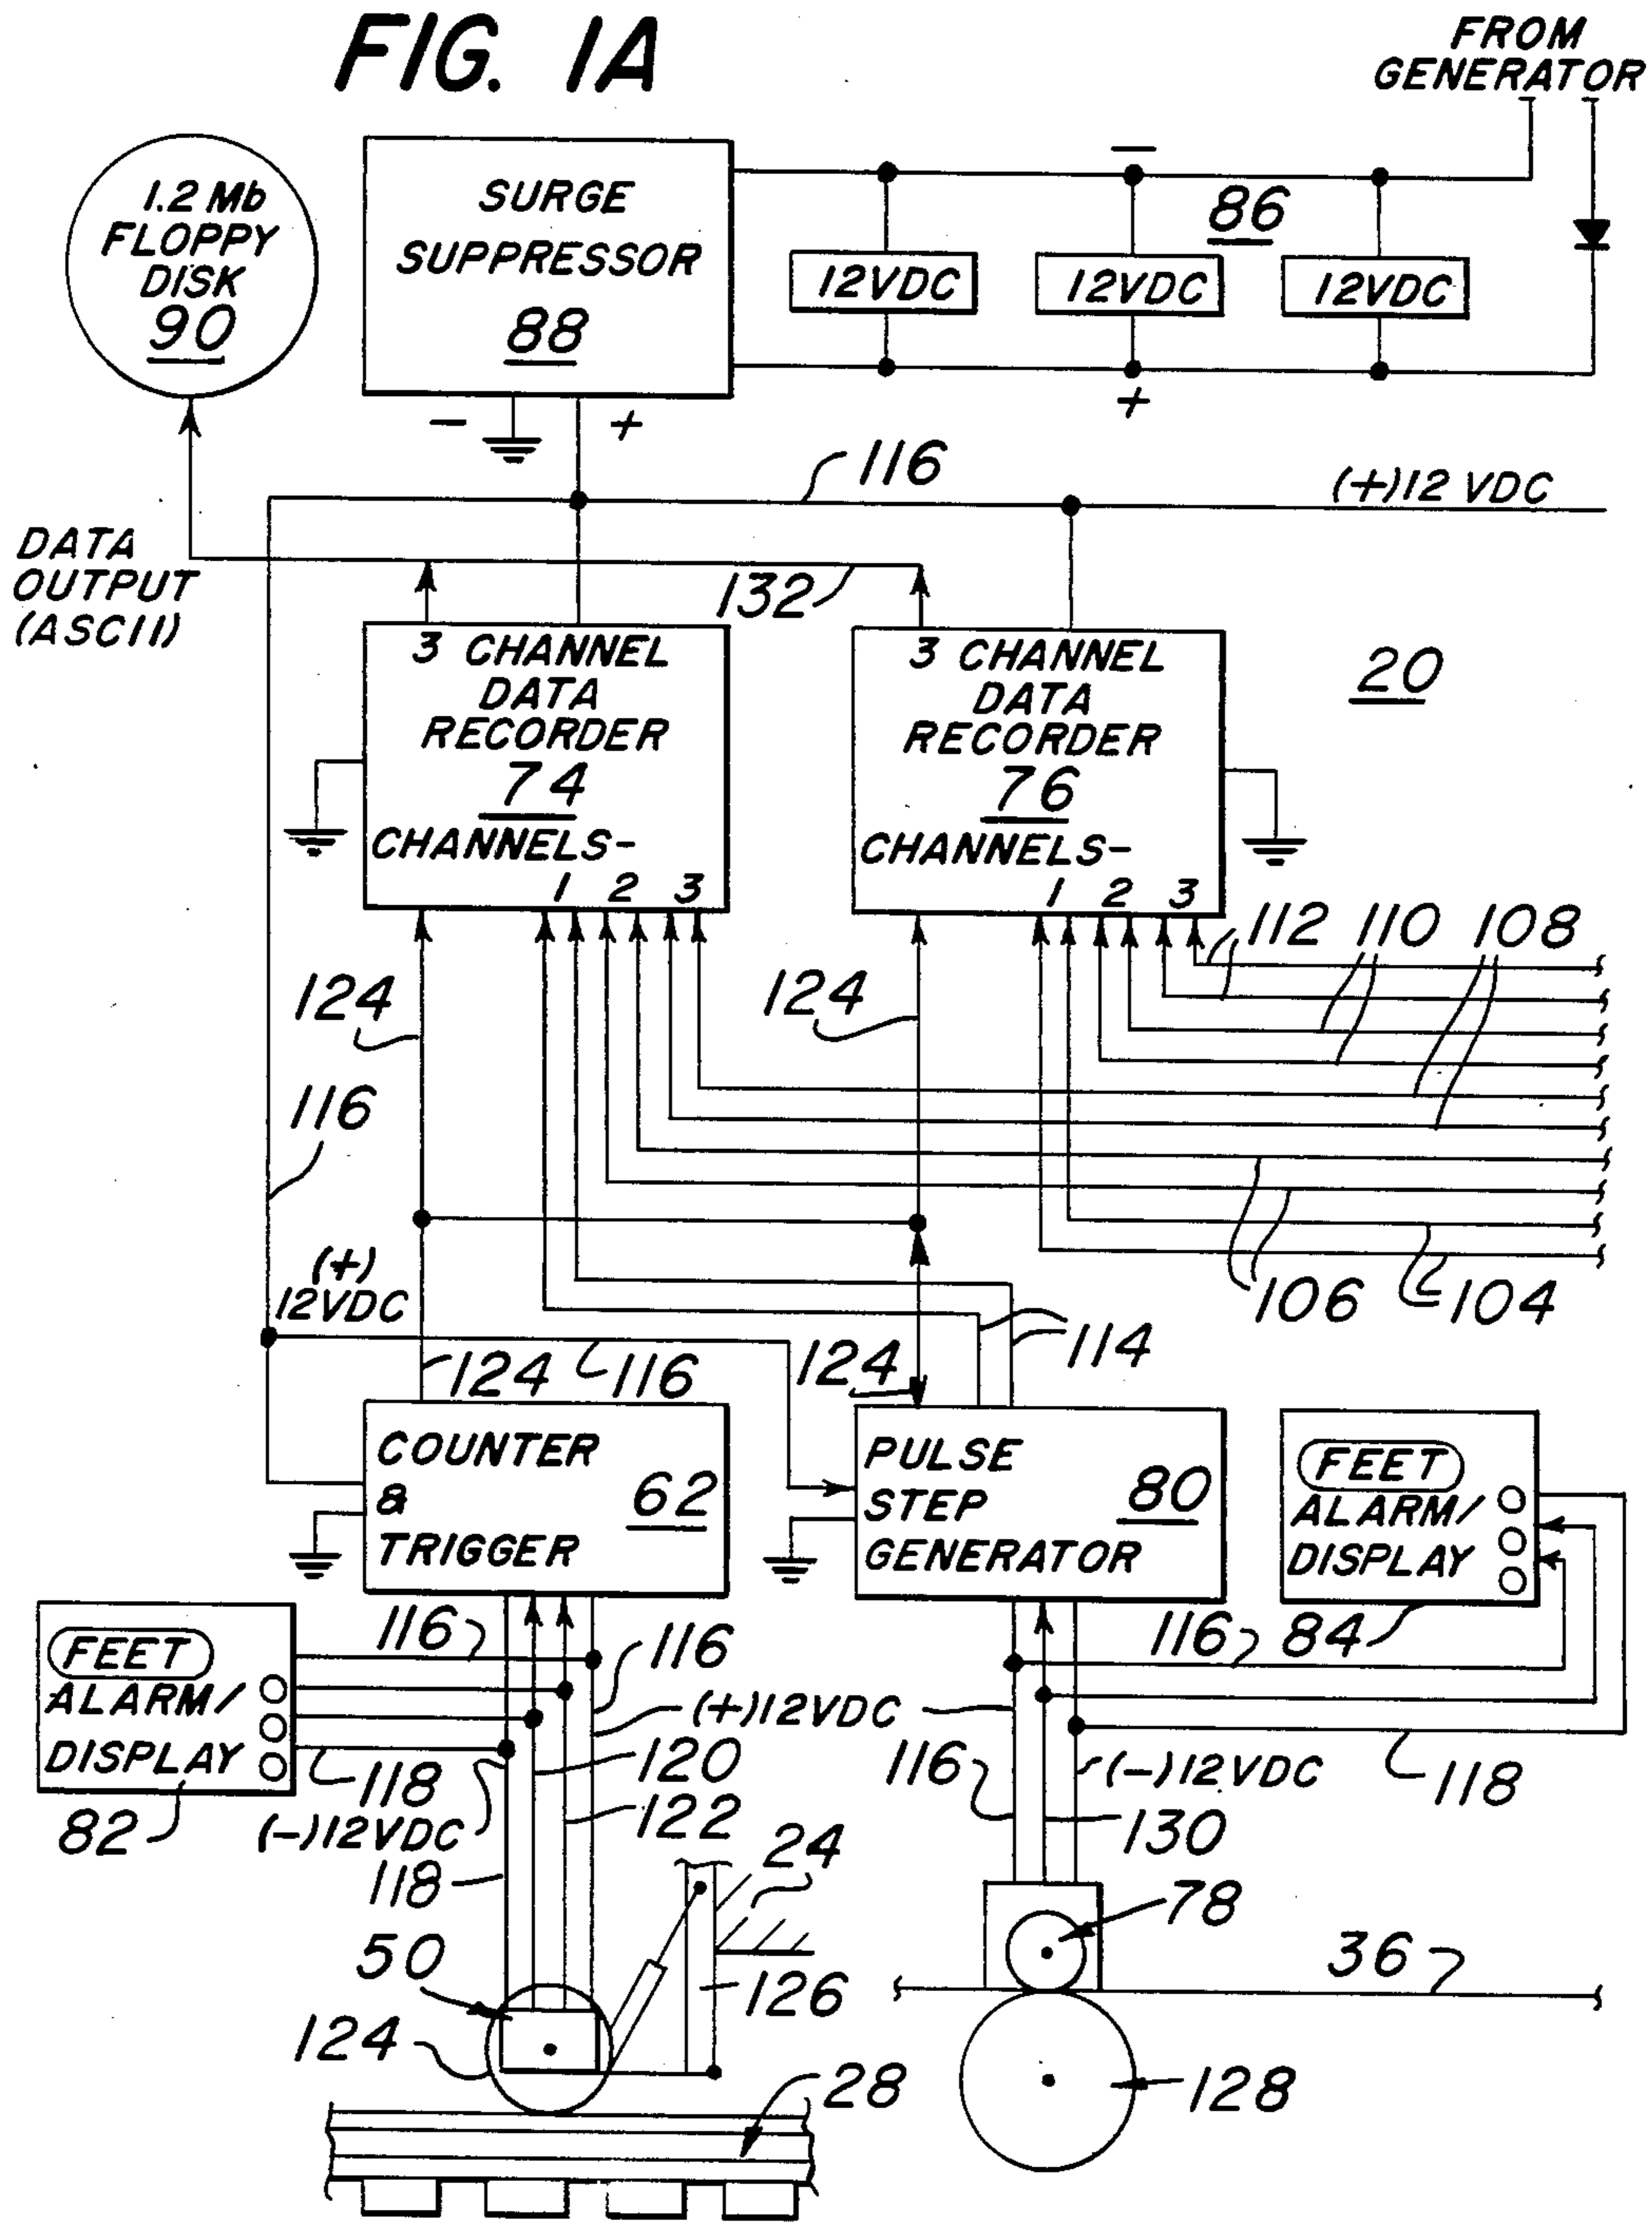 FIG. 1A
FROM
GENERATOR
1.2 Mb
FLOPPY
DISK
90
SURGE
SUPPRESSOR
88
−
86
12VDC
12VDC
12VDC
+
−
+
116
(+)12 VDC
DATA
OUTPUT
(ASCII)
132
3 CHANNEL
DATA
RECORDER
74
CHANNELS-
1 2 3
3 CHANNEL
DATA
RECORDER
76
CHANNELS-
1 2 3
20
112 110 108
124
124
116
106 104
(+)
12VDC
114
124
116
124
COUNTER
&
TRIGGER
62
PULSE
STEP
GENERATOR
80
FEET
ALARM/
DISPLAY
84
FEET
ALARM/
DISPLAY
82
116
116
116
(+)12VDC
120
118
122
(-)12VDC
118
116
(-)12VDC
118
130
24
50
126
124
28
78
36
128